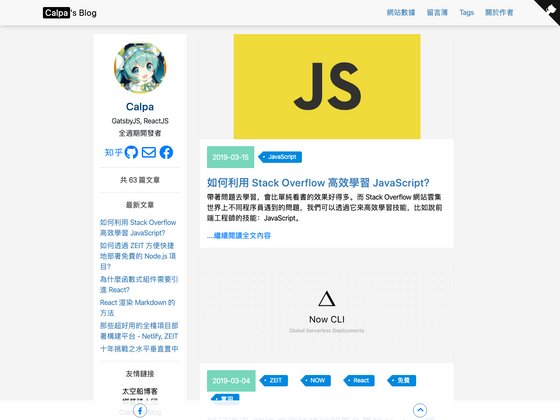 Calpa's Blog
網站數據 留言簿 Tags 關於作者
Calpa
GatsbyJS, ReactJS
全週期開發者
知乎
共 63 篇文章
最新文章
如何利用 Stack Overflow
高效學習 JavaScript?
如何透過 ZEIT 方便快捷
地部署免費的 Node.js 項
目?
為什麼函數式組件需要引
進 React?
React 渲染 Markdown 的
方法
那些超好用的全棧項目部
署構建平台 - Netlify, ZEIT
十年挑戰之水平垂直置中
友情鏈接
太空船博客
JS
2019-03-15
JavaScript
如何利用 Stack Overflow 高效學習 JavaScript?
帶著問題去學習，會比單純看書的效果好得多。而 Stack Overflow 網站雲集
世界上不同程序員遇到的問題，我們可以透過它來高效學習技能，比如說前
端工程師的技能：JavaScript。
....繼續閱讀全文內容
Now CLI
Global Serverless Deployments
2019-03-04
ZEIT NOW React 免費
實用